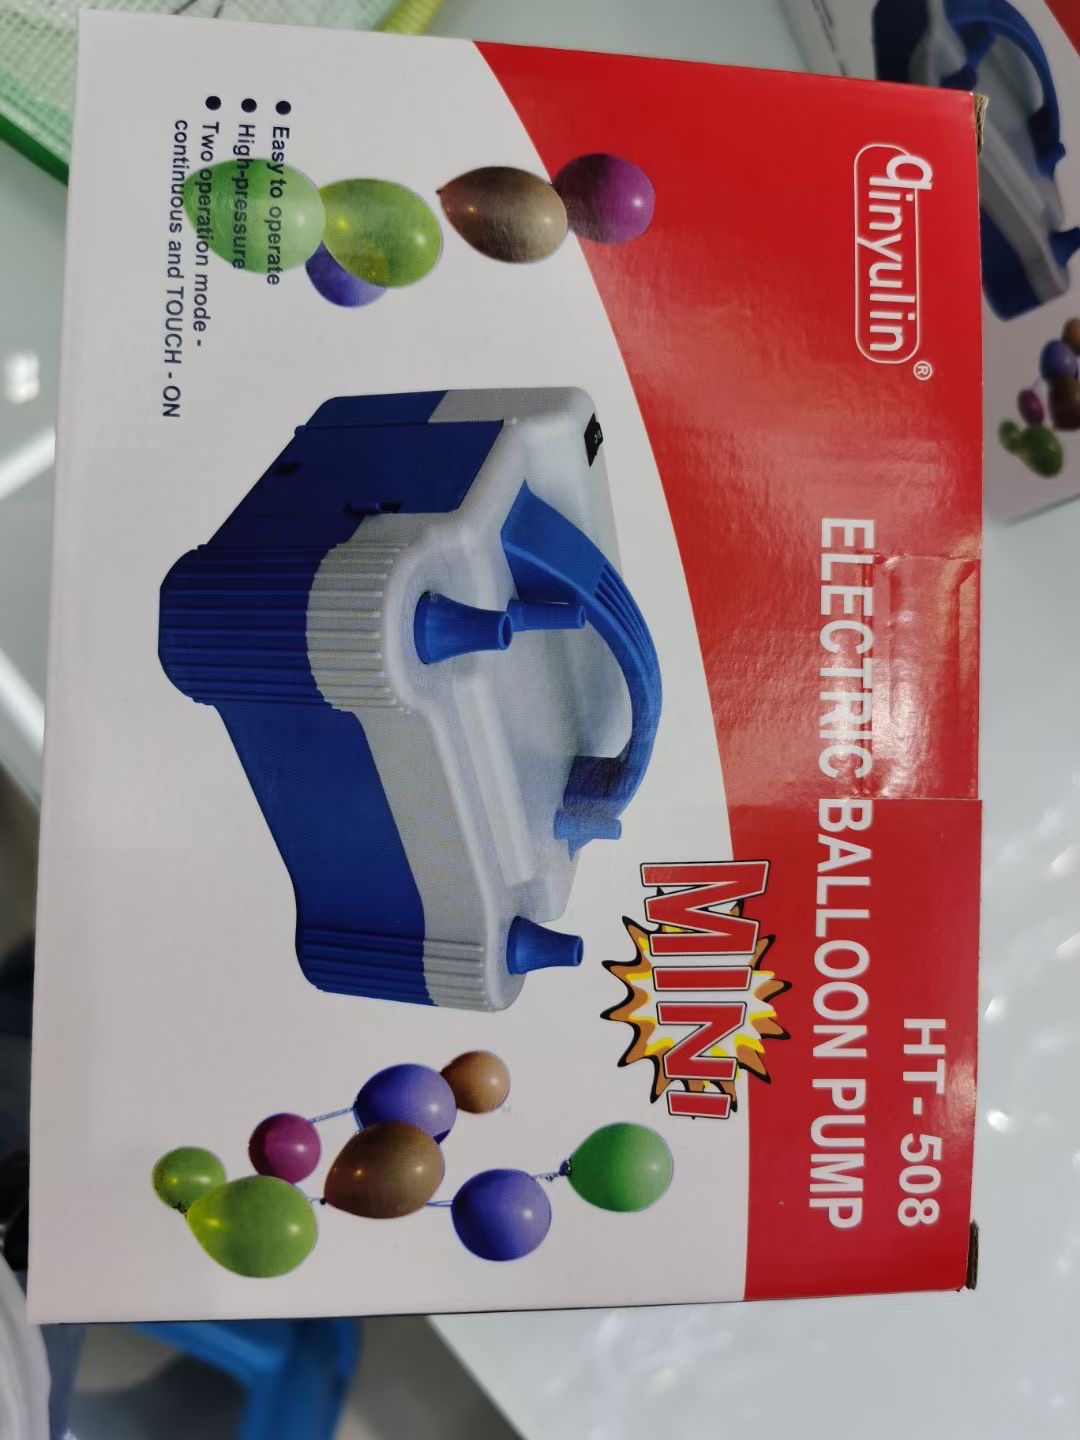 qinyulin®
HT-508
ELECTRIC BALLOON PUMP
MINI
● Easy to operate
● High-pressure
● Two operation mode -
continuous and TOUCH - ON